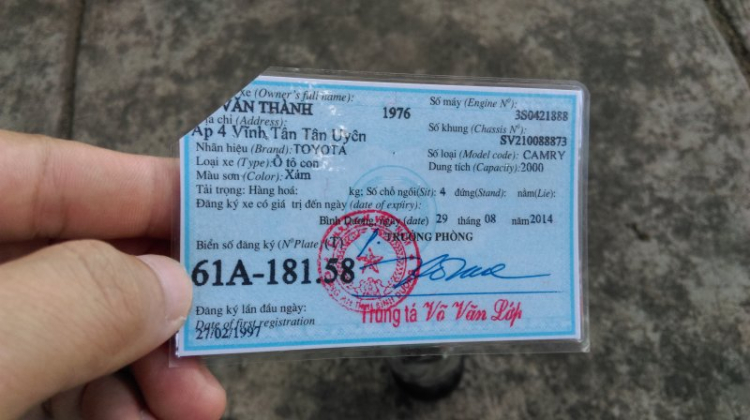 xe (Owner's full name):
VĂN THÀNH 1976
Số máy (Engine Nº): 3S0421888
chỉ (Address):
Ấp 4 Vĩnh Tân Tân Uyên
Số khung (Chassis Nº): SV210088873
Nhãn hiệu (Brand): TOYOTA
Số loại (Model code): CAMRY
Loại xe (Type): Ô tô con
Dung tích (Capacity): 2000
Màu sơn (Color): Xám
Tải trọng: Hàng hoá: kg; Số chỗ ngồi(Sit): 4 đứng(Stand): nằm(Lie):
Đăng ký xe có giá trị đến ngày (date of expiry):
Bình Dương, ngày (date) 29 tháng 08 năm 2014
Biển số đăng ký (Nº Plate) (T) TRƯỞNG PHÒNG
61A-181.58
Đăng ký lần đầu ngày:
Trung tá Võ Văn Lớp
Date of first registration
27/02/1997